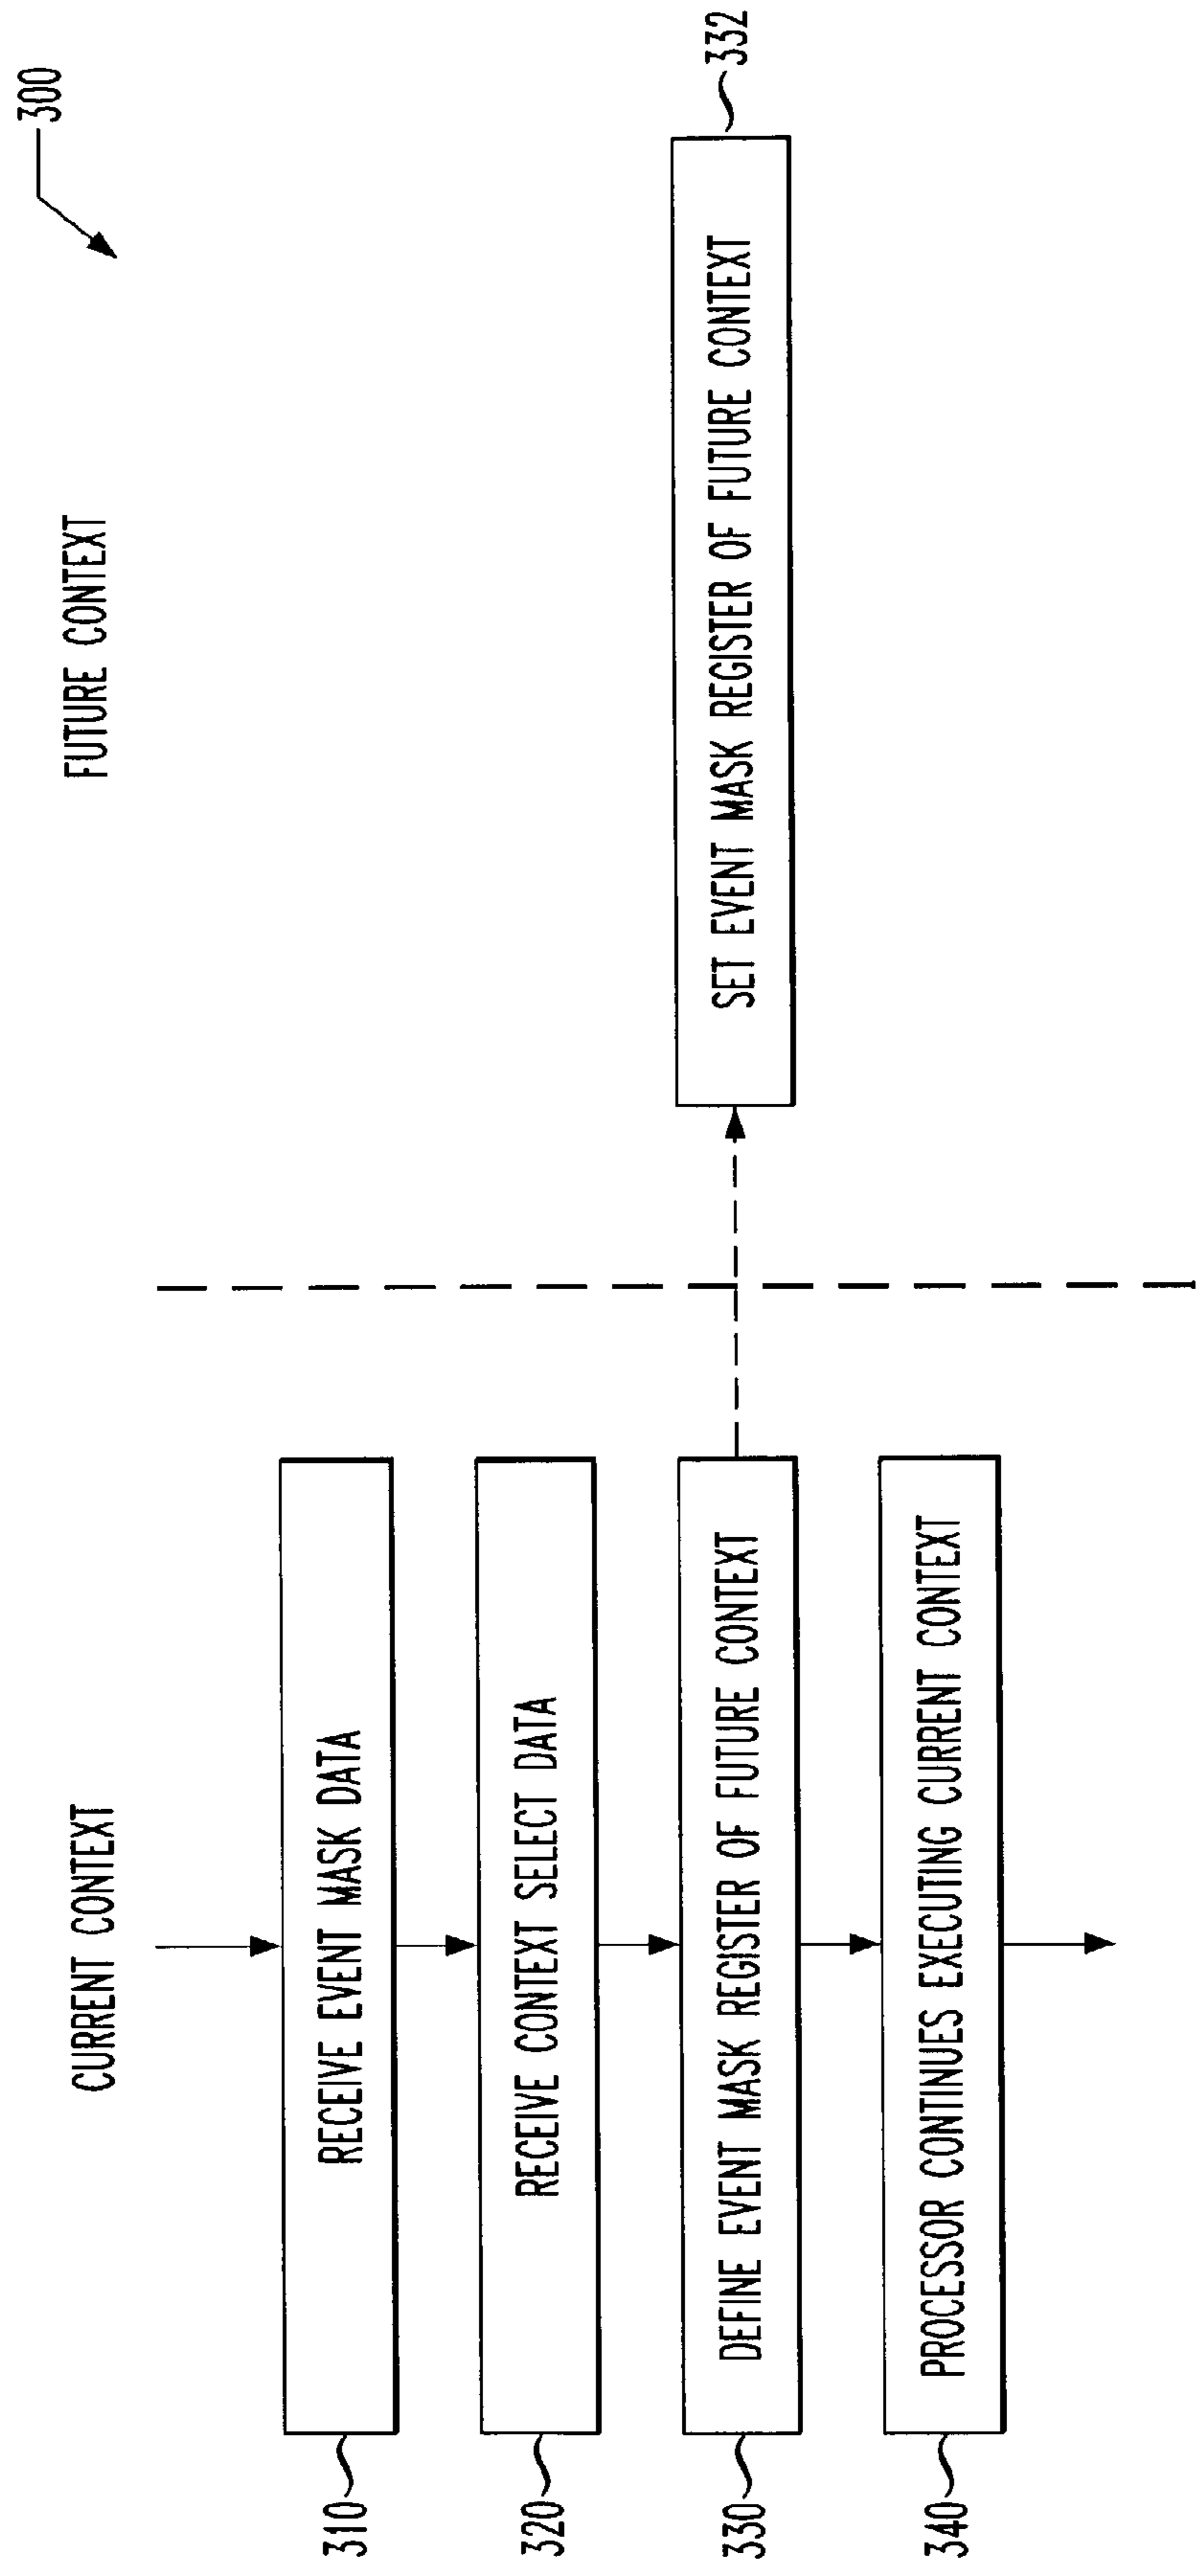 300
CURRENT CONTEXT
FUTURE CONTEXT
310
RECEIVE EVENT MASK DATA
320
RECEIVE CONTEXT SELECT DATA
330
DEFINE EVENT MASK REGISTER OF FUTURE CONTEXT
SET EVENT MASK REGISTER OF FUTURE CONTEXT
332
340
PROCESSOR CONTINUES EXECUTING CURRENT CONTEXT